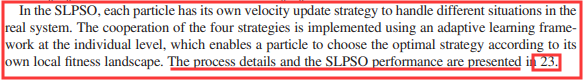 In the SLPSO, each particle has its own velocity update strategy to handle different situations in the
real system. The cooperation of the four strategies is implemented using an adaptive learning frame-
work at the individual level, which enables a particle to choose the optimal strategy according to its
own local fitness landscape. The process details and the SLPSO performance are presented in 23.